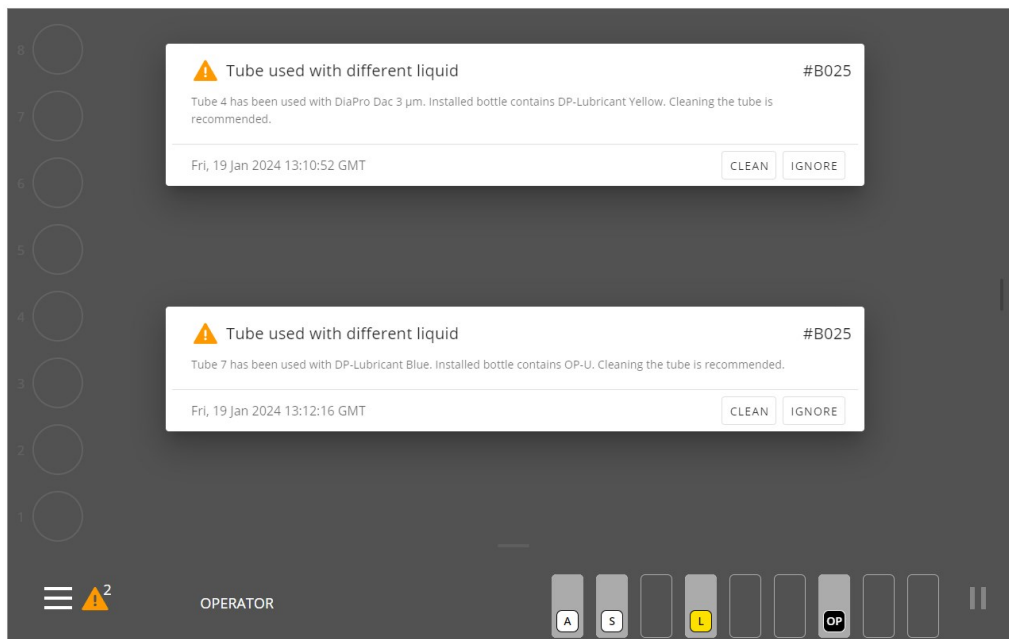 8
Tube used with different liquid #B025
Tube 4 has been used with DiaPro Dac 3 µm. Installed bottle contains DP-Lubricant Yellow. Cleaning the tube is
recommended.
7
Fri, 19 Jan 2024 13:10:52 GMT CLEAN IGNORE
6
5
4
Tube used with different liquid #B025
Tube 7 has been used with DP-Lubricant Blue. Installed bottle contains OP-U. Cleaning the tube is recommended.
3
Fri, 19 Jan 2024 13:12:16 GMT CLEAN IGNORE
2
1
2
OPERATOR
A S L OP